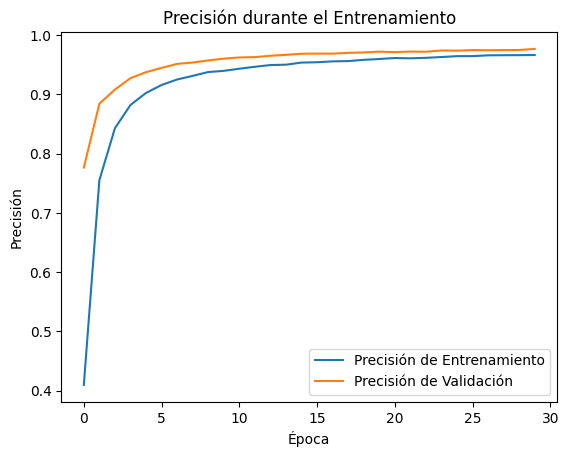 Precisión durante el Entrenamiento
Precisión
1.0
0.9
0.8
0.7
0.6
0.5
0.4
0
5
10
15
20
25
30
Época
Precisión de Entrenamiento
Precisión de Validación